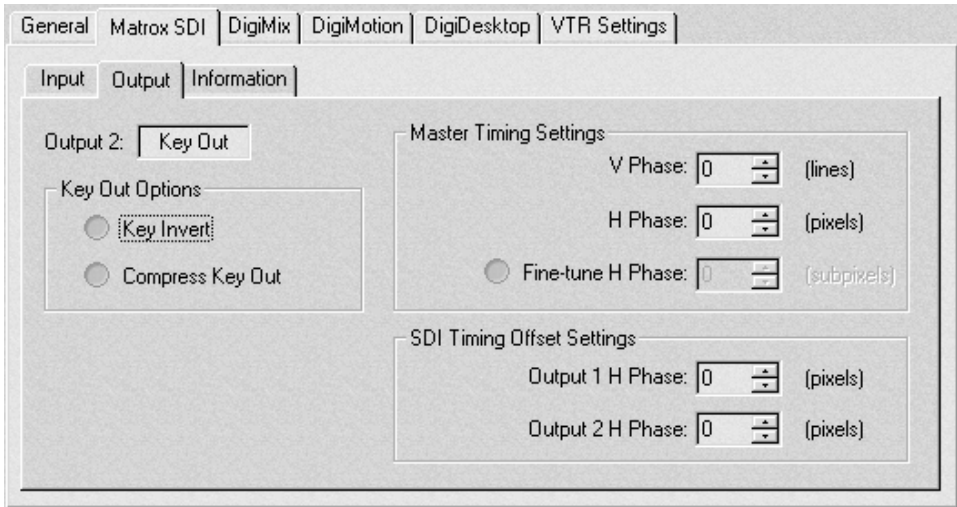 General Matrox SDI DigiMix DigiMotion DigiDesktop VTR Settings
Input Output Information
Output 2: Key Out
Key Out Options
Key Invert
Compress Key Out
Master Timing Settings
V Phase: 0 (lines)
H Phase: 0 (pixels)
Fine-tune H Phase: 0 (subpixels)
SDI Timing Offset Settings
Output 1 H Phase: 0 (pixels)
Output 2 H Phase: 0 (pixels)